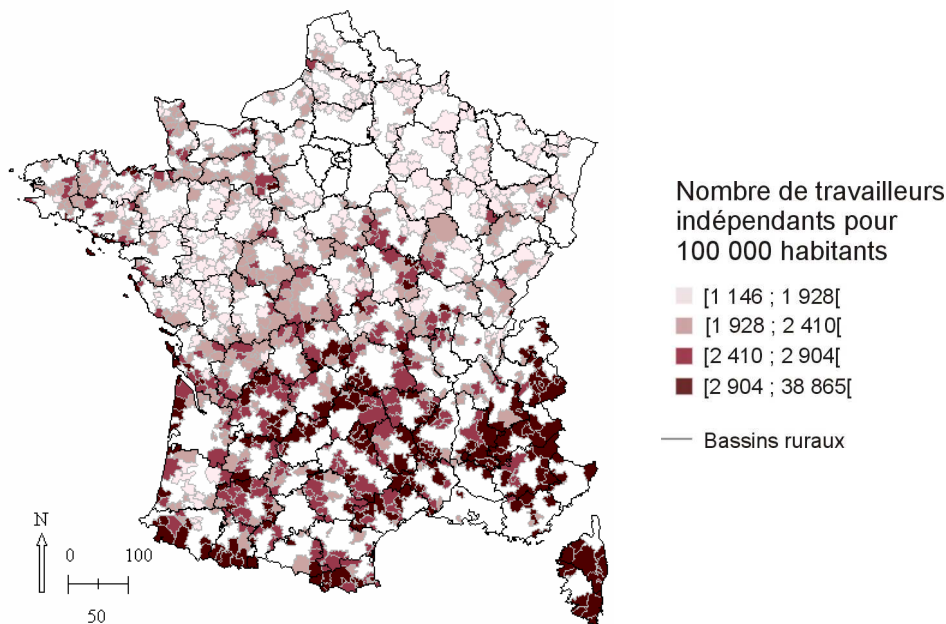 Nombre de travailleurs
indépendants pour
100 000 habitants
[1 146 ; 1 928[
[1 928 ; 2 410[
[2 410 ; 2 904[
[2 904 ; 38 865[
Bassins ruraux
N
0 100
50